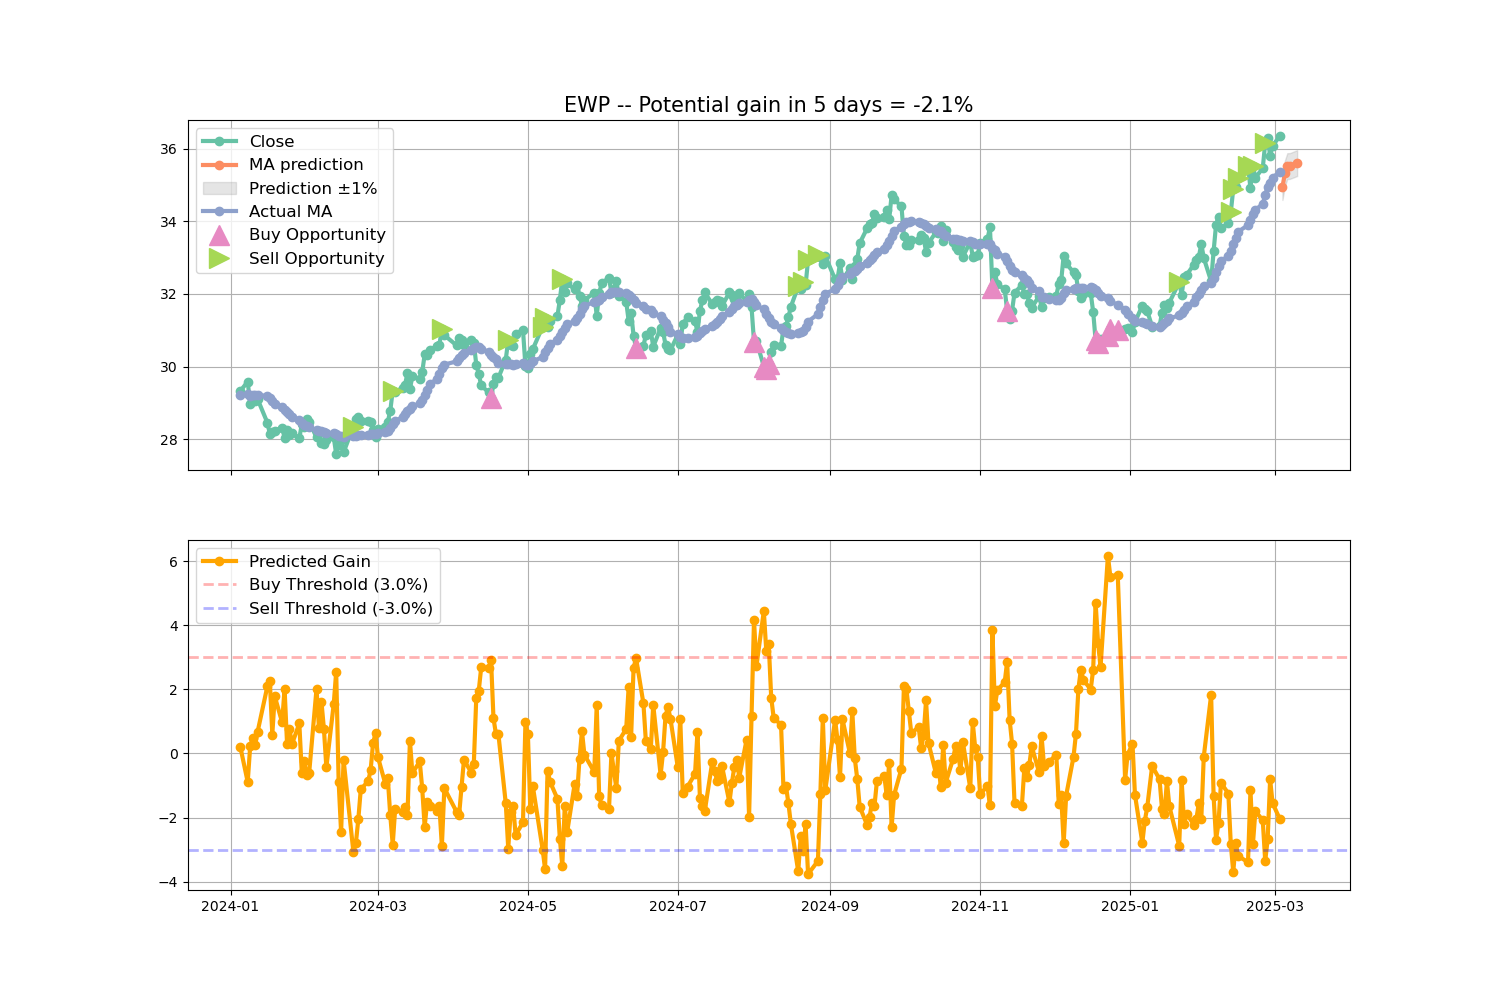 EWP -- Potential gain in 5 days = -2.1%
Close
MA prediction
Prediction ±1%
Actual MA
Buy Opportunity
Sell Opportunity
36
34
32
30
28
Predicted Gain
Buy Threshold (3.0%)
Sell Threshold (-3.0%)
6
4
2
0
−2
−4
2024-01 2024-03 2024-05 2024-07 2024-09 2024-11 2025-01 2025-03